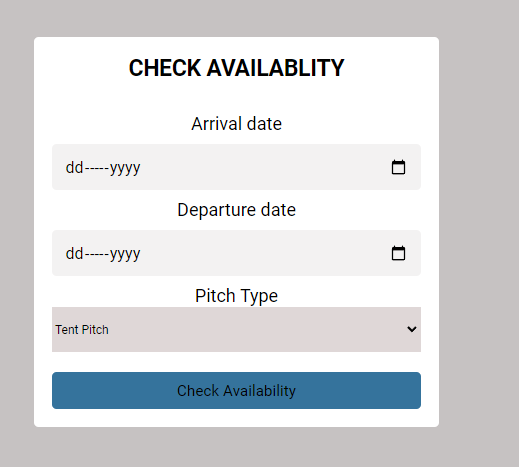 CHECK AVAILABLITY
Arrival date
dd-----yyyy
Departure date
dd-----yyyy
Pitch Type
Tent Pitch
Check Availability